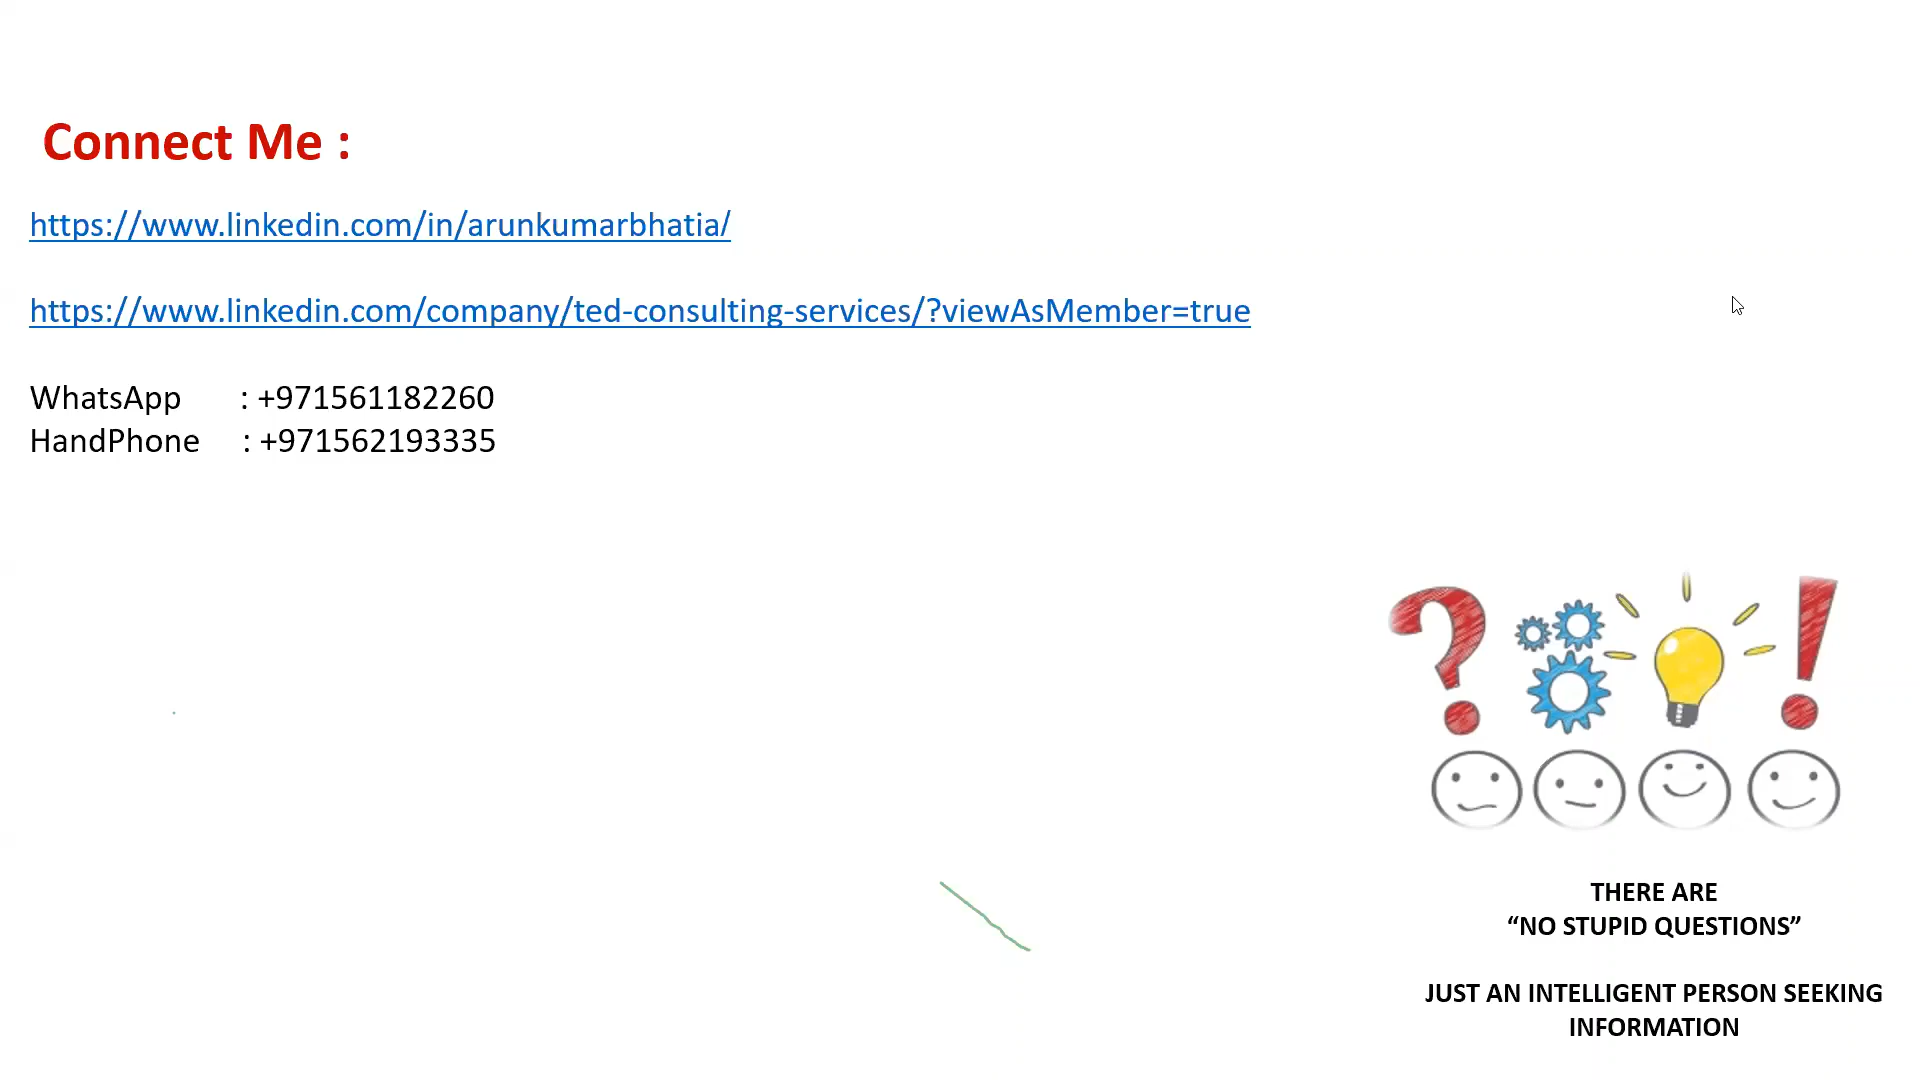 Connect Me :
https://www.linkedin.com/in/arunkumarbhatia/
https://www.linkedin.com/company/ted-consulting-services/?viewAsMember=true
WhatsApp : +971561182260
HandPhone : +971562193335
THERE ARE
“NO STUPID QUESTIONS”
JUST AN INTELLIGENT PERSON SEEKING
INFORMATION